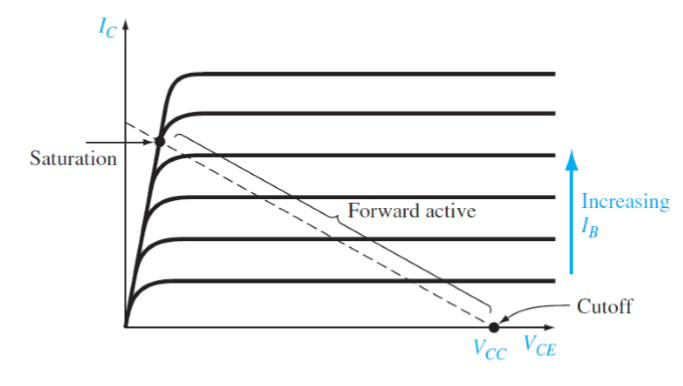 I_C
Saturation
Forward active
Increasing
I_B
Cutoff
V_CC
V_CE